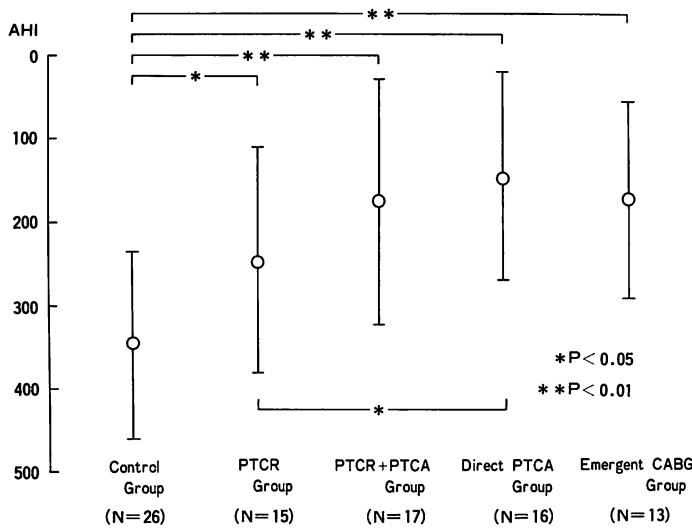 **
AHI
**
0
**
*
100
200
300
*P<0.05
400
**P<0.01
*
500
Control Group
PTCR Group
PTCR+PTCA Group
Direct PTCA Group
Emergent CABG Group
(N=26)
(N=15)
(N=17)
(N=16)
(N=13)